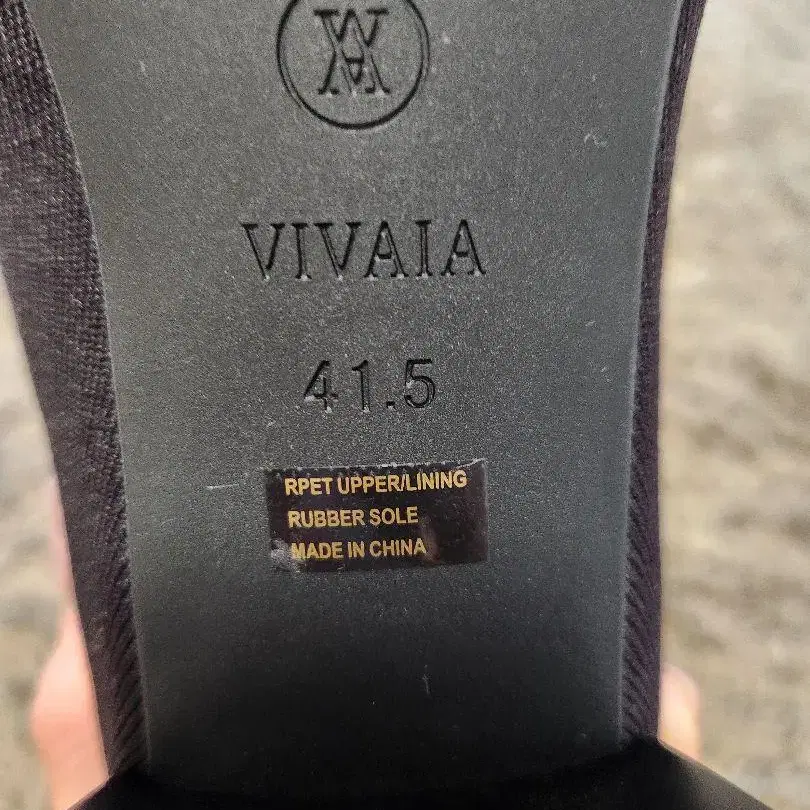 VIVAIA
41.5
RPET UPPER/LINING
RUBBER SOLE
MADE IN CHINA